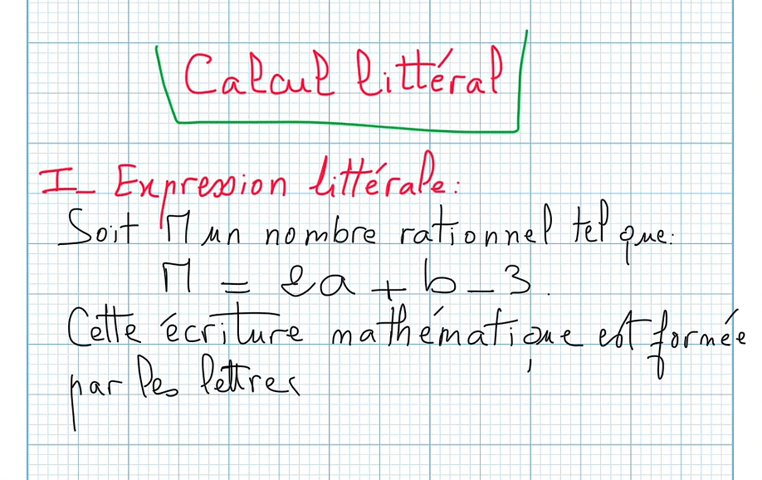 Calcul littéral
I- Expression littérale:
Soit M un nombre rationnel tel que:
M = 2a + b - 3.
Cette écriture mathématique est formée
par les lettres